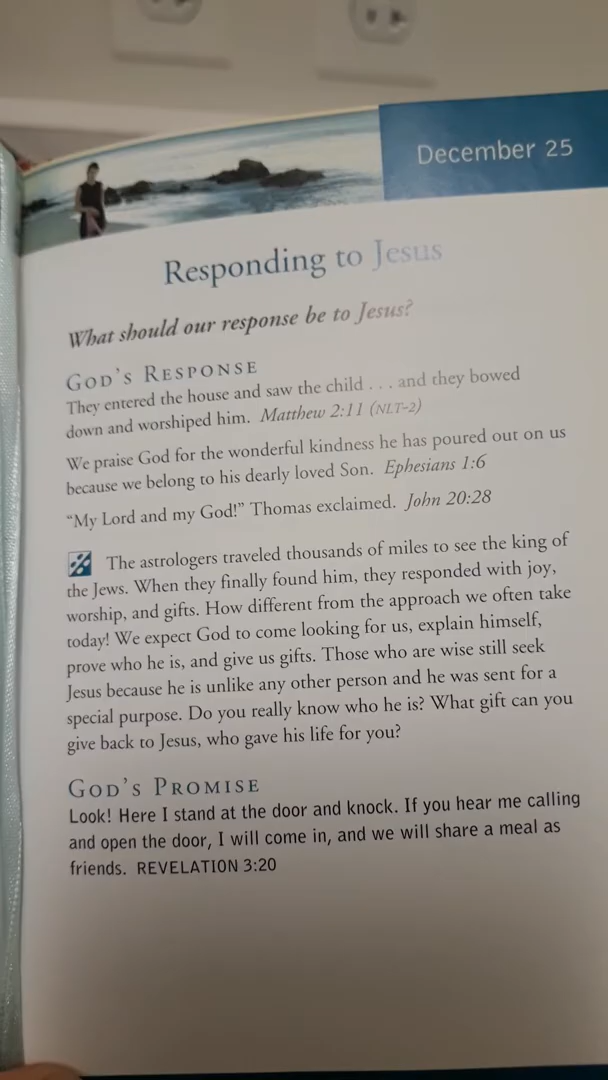 December 25
Responding to Jesus
What should our response be to Jesus?
GOD'S RESPONSE
They entered the house and saw the child . . . and they bowed
down and worshiped him. Matthew 2:11 (NLT-2)
We praise God for the wonderful kindness he has poured out on us
because we belong to his dearly loved Son. Ephesians 1:6
“My Lord and my God!” Thomas exclaimed. John 20:28
The astrologers traveled thousands of miles to see the king of
the Jews. When they finally found him, they responded with joy,
worship, and gifts. How different from the approach we often take
today! We expect God to come looking for us, explain himself,
prove who he is, and give us gifts. Those who are wise still seek
Jesus because he is unlike any other person and he was sent for a
special purpose. Do you really know who he is? What gift can you
give back to Jesus, who gave his life for you?
GOD'S PROMISE
Look! Here I stand at the door and knock. If you hear me calling
and open the door, I will come in, and we will share a meal as
friends. REVELATION 3:20